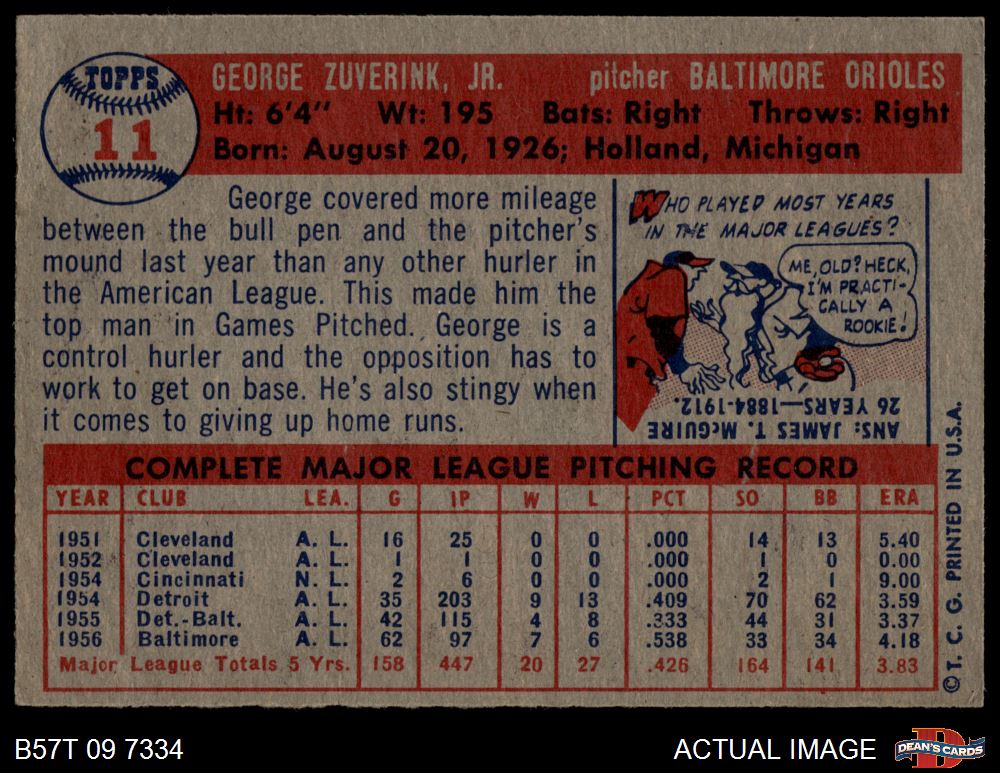 TOPPS
11
GEORGE ZUVERINK, JR. pitcher BALTIMORE ORIOLES
Ht: 6'4" Wt: 195 Bats: Right Throws: Right
Born: August 20, 1926; Holland, Michigan
George covered more mileage
between the bull pen and the pitcher's
mound last year than any other hurler in
the American League. This made him the
top man in Games Pitched. George is a
control hurler and the opposition has to
work to get on base. He's also stingy when
it comes to giving up home runs.
WHO PLAYED MOST YEARS
IN THE MAJOR LEAGUES?
ME, OLD? HECK,
I'M PRACTI-
CALLY A
ROOKIE!
ANS: JAMES T. McGUIRE
26 YEARS—1884-1912.
COMPLETE MAJOR LEAGUE PITCHING RECORD
YEAR CLUB LEA. G IP W L PCT SO BB ERA
1951 Cleveland A. L. 16 25 0 0 .000 14 13 5.40
1952 Cleveland A. L. 1 1 0 0 .000 1 0 0.00
1954 Cincinnati N. L. 2 6 0 0 .000 2 1 9.00
1954 Detroit A. L. 35 203 9 13 .409 70 62 3.59
1955 Det.-Balt. A. L. 42 115 4 8 .333 44 31 3.37
1956 Baltimore A. L. 62 97 7 6 .538 33 34 4.18
Major League Totals 5 Yrs. 158 447 20 27 .426 164 141 3.83
©T. C. G. PRINTED IN U.S.A.
B57T 09 7334
ACTUAL IMAGE
D
DEAN'S CARDS